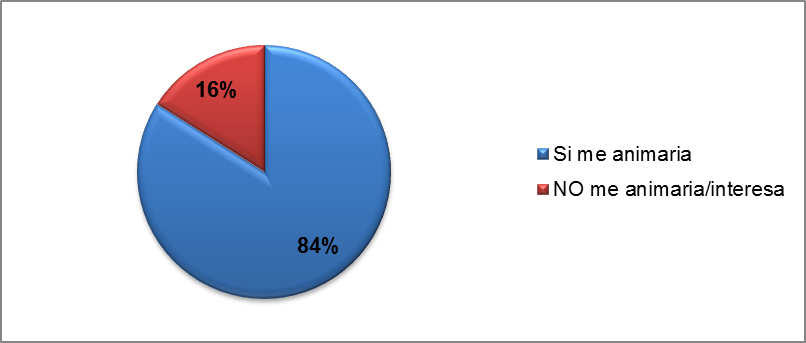 16%
84%
Si me animaria
NO me animaria/interesa